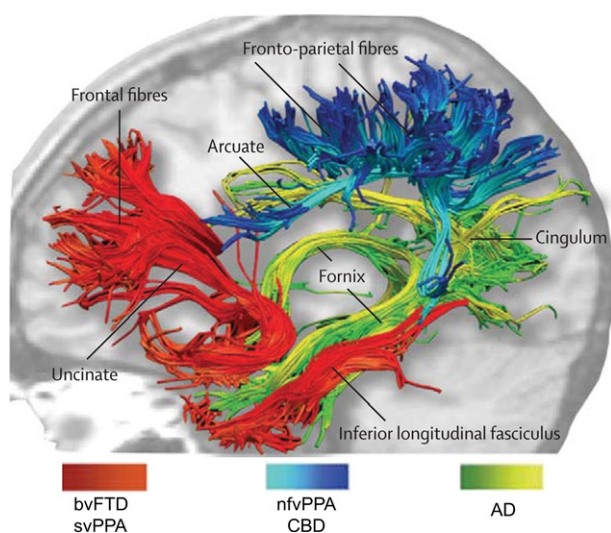 Fronto-parietal fibres
Frontal fibres
Arcuate
Cingulum
Fornix
Uncinate
Inferior longitudinal fasciculus
bvFTD
svPPA
nfvPPA
CBD
AD